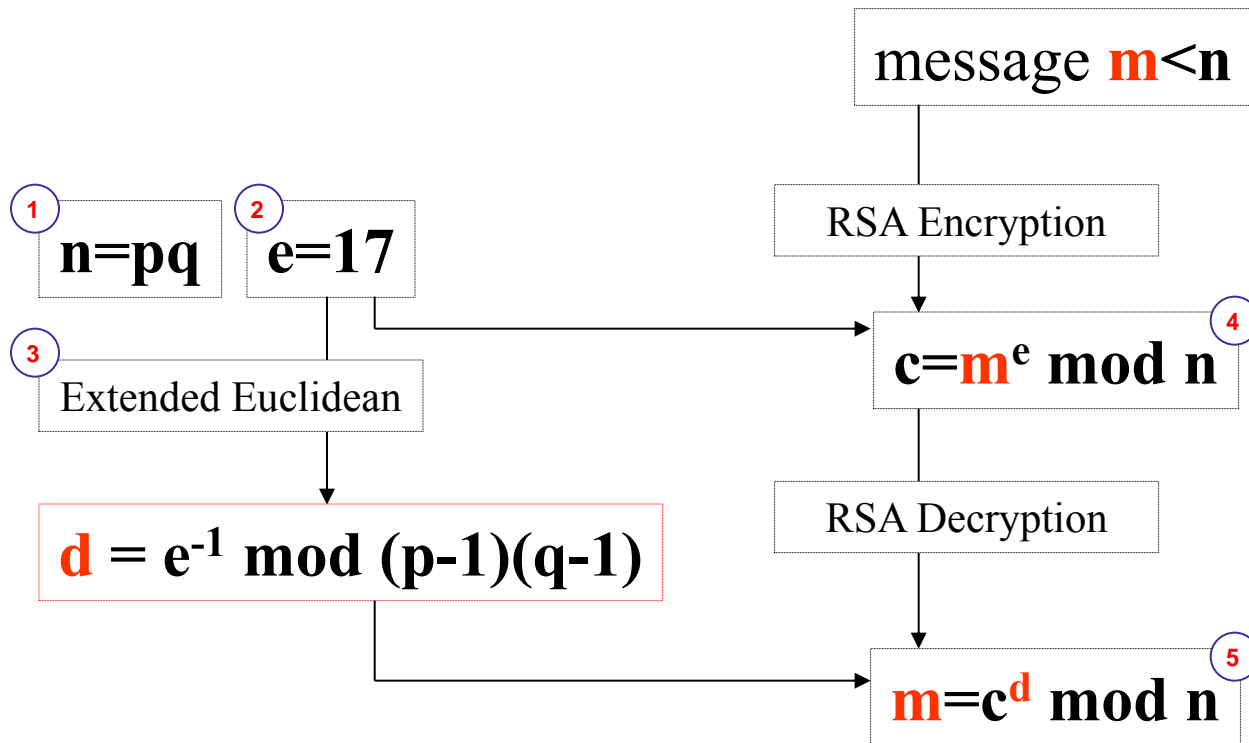 message m<n
1
2
n=pq
e=17
RSA Encryption
3
Extended Euclidean
4
c=mᵉ mod n
d = e⁻¹ mod (p-1)(q-1)
RSA Decryption
5
m=cᵈ mod n